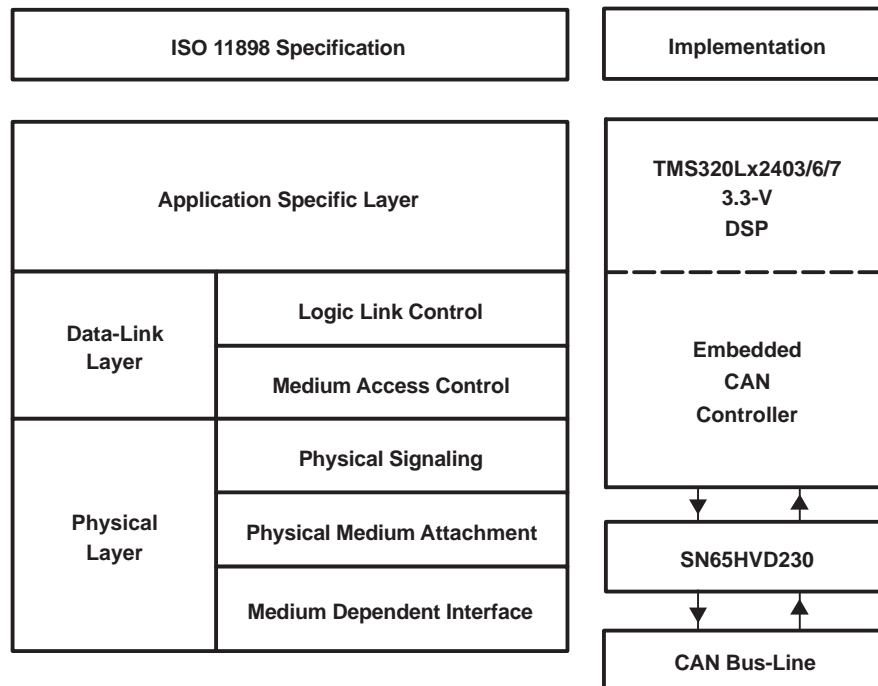 ISO 11898 Specification
Implementation
Application Specific Layer
Data-Link
Layer
Logic Link Control
Medium Access Control
Physical
Layer
Physical Signaling
Physical Medium Attachment
Medium Dependent Interface
TMS320Lx2403/6/7
3.3-V
DSP
Embedded
CAN
Controller
SN65HVD230
CAN Bus-Line